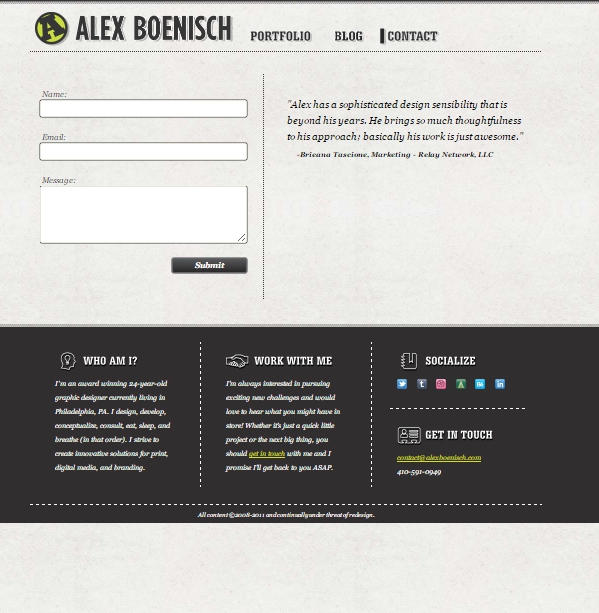 ALEX BOENISCH
PORTFOLIO
BLOG
CONTACT
Name:
Email:
Message:
Submit
"Alex has a sophisticated design sensibility that is
beyond his years. He brings so much thoughtfulness
to his approach; basically his work is just awesome."
-Brieana Tascione, Marketing - Relay Network, LLC
WHO AM I?
I'm an award winning 24-year-old
graphic designer currently living in
Philadelphia, PA. I design, develop,
conceptualize, consult, eat, sleep, and
breathe (in that order). I strive to
create innovative solutions for print,
digital media, and branding.
WORK WITH ME
I'm always interested in pursuing
exciting new challenges and would
love to hear what you might have in
store! Whether it's just a quick little
project or the next big thing, you
should get in touch with me and I
promise I'll get back to you ASAP.
SOCIALIZE
GET IN TOUCH
contact@alexboenisch.com
410-591-0949
All content ©2008-2011 and continually under threat of redesign.